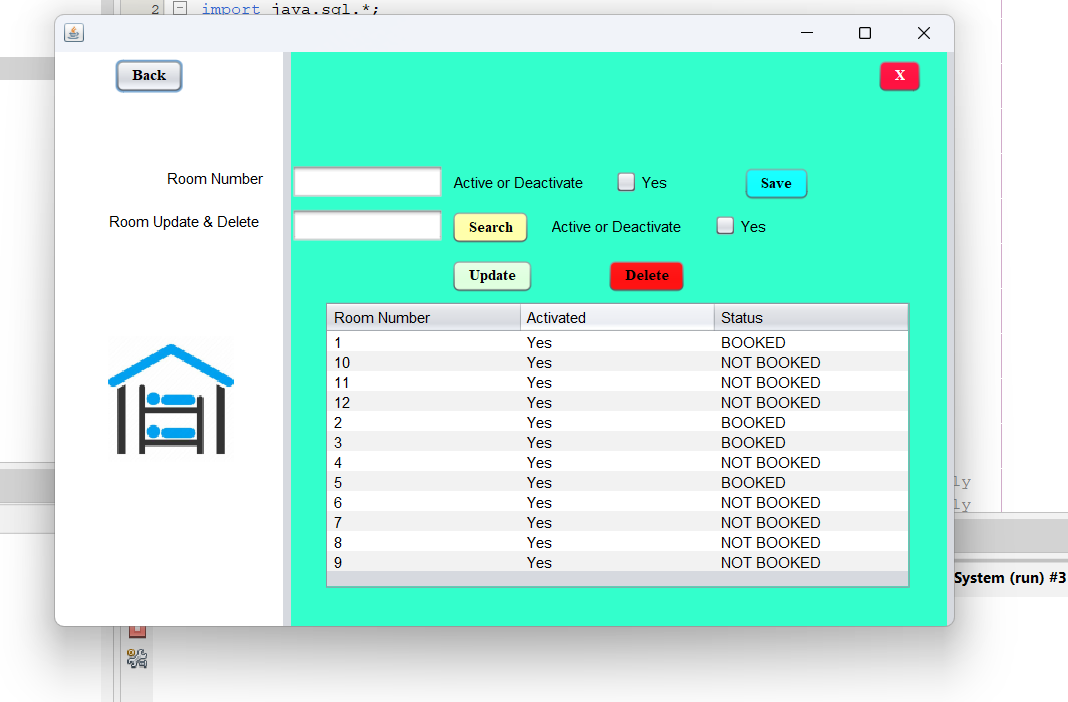 2 import java.sql.*;
Back
X
Room Number Active or Deactivate Yes Save
Room Update & Delete Search Active or Deactivate Yes
Update Delete
Room Number Activated Status
1 Yes BOOKED
10 Yes NOT BOOKED
11 Yes NOT BOOKED
12 Yes NOT BOOKED
2 Yes BOOKED
3 Yes BOOKED
4 Yes NOT BOOKED
5 Yes BOOKED
6 Yes NOT BOOKED
7 Yes NOT BOOKED
8 Yes NOT BOOKED
9 Yes NOT BOOKED
ly
ly
System (run) #3